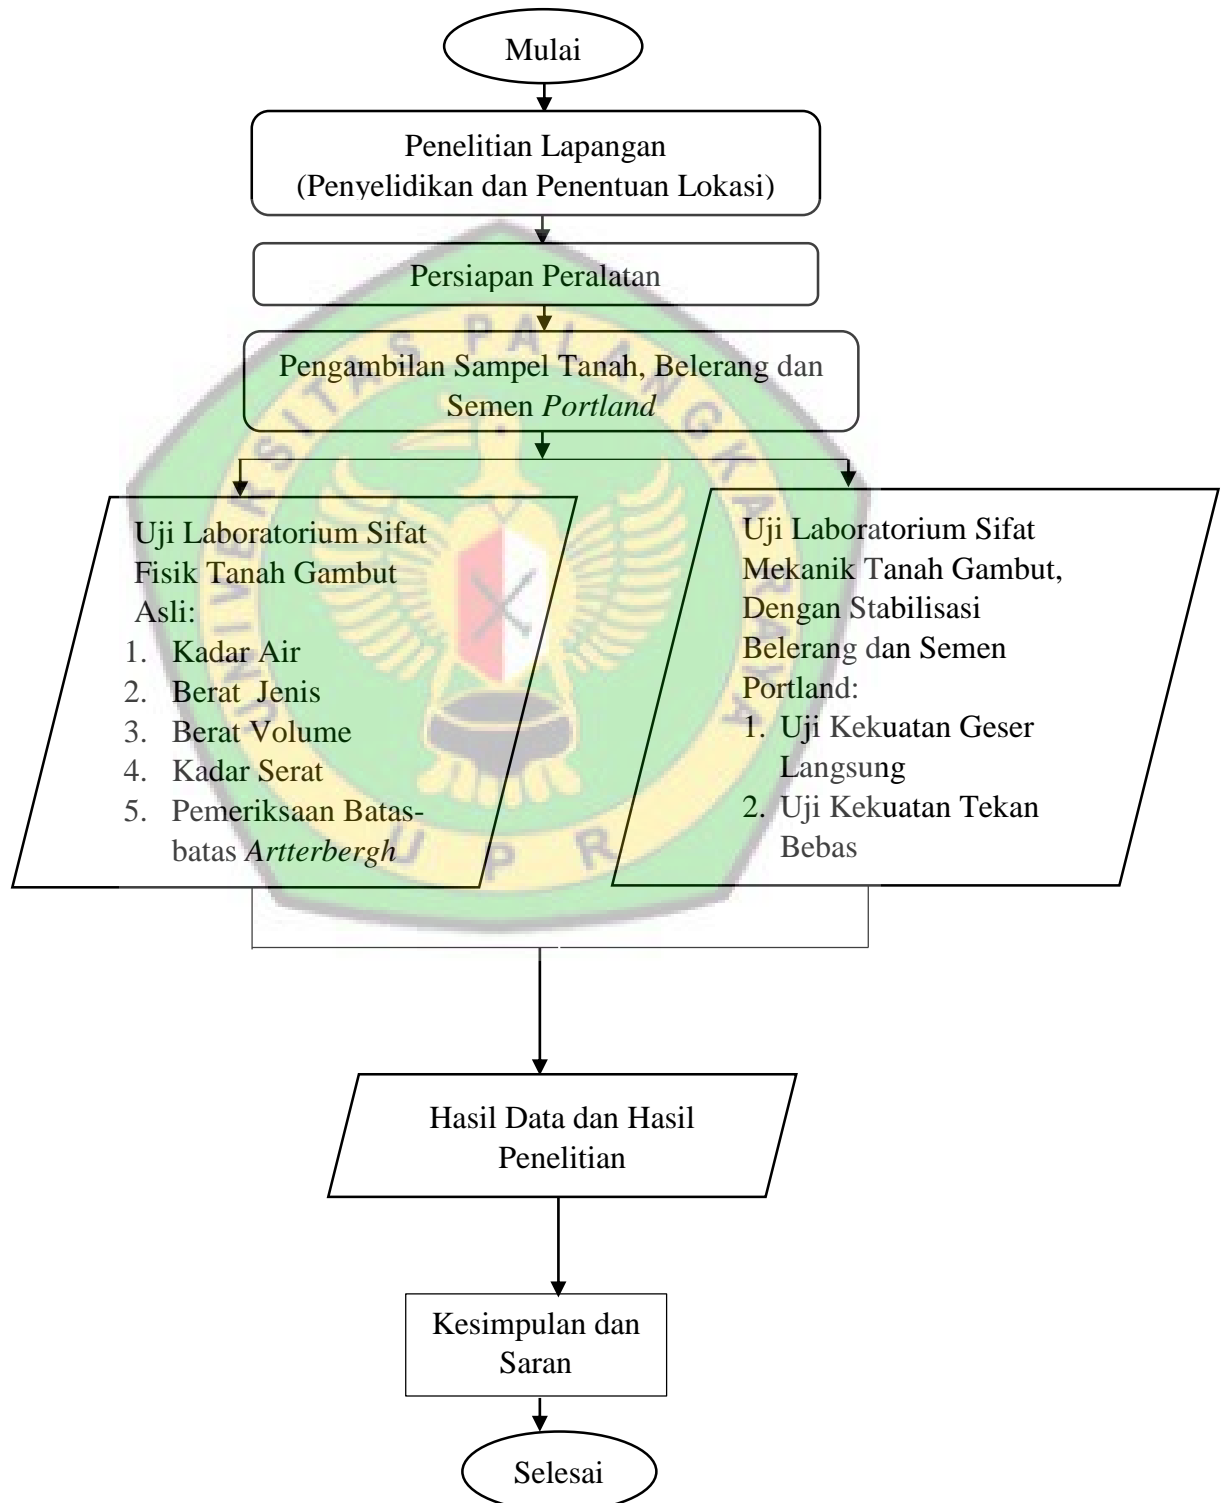 Mulai
Penelitian Lapangan
(Penyelidikan dan Penentuan Lokasi)
Persiapan Peralatan
UNIVERSITAS PALANGKARAYA
Pengambilan Sampel Tanah, Belerang dan
Semen Portland
Uji Laboratorium Sifat
Fisik Tanah Gambut
Asli:
1. Kadar Air
2. Berat Jenis
3. Berat Volume
4. Kadar Serat
5. Pemeriksaan Batas-
batas Artterbergh
Uji Laboratorium Sifat
Mekanik Tanah Gambut,
Dengan Stabilisasi
Belerang dan Semen
Portland:
1. Uji Kekuatan Geser
Langsung
2. Uji Kekuatan Tekan
Bebas
UPR
Hasil Data dan Hasil
Penelitian
Kesimpulan dan
Saran
Selesai